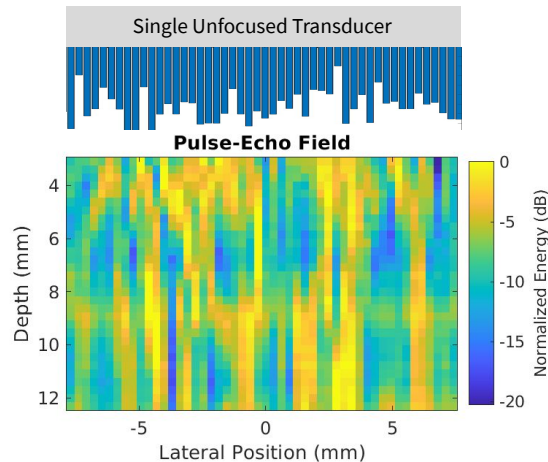 Single Unfocused Transducer
Pulse-Echo Field
4
6
8
10
12
Depth (mm)
-5
0
5
Lateral Position (mm)
0
-5
-10
-15
-20
Normalized Energy (dB)